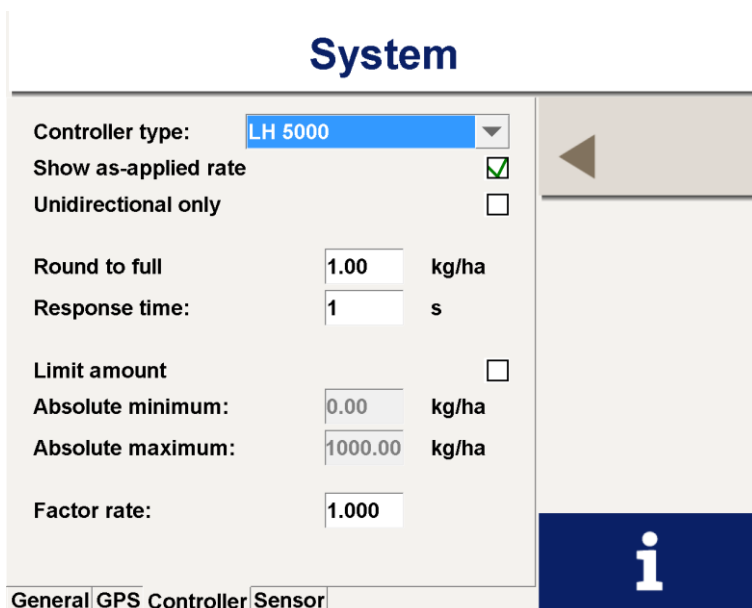 System
Controller type: LH 5000
Show as-applied rate
Unidirectional only
Round to full 1.00 kg/ha
Response time: 1 s
Limit amount
Absolute minimum: 0.00 kg/ha
Absolute maximum: 1000.00 kg/ha
Factor rate: 1.000
i
General GPS Controller Sensor